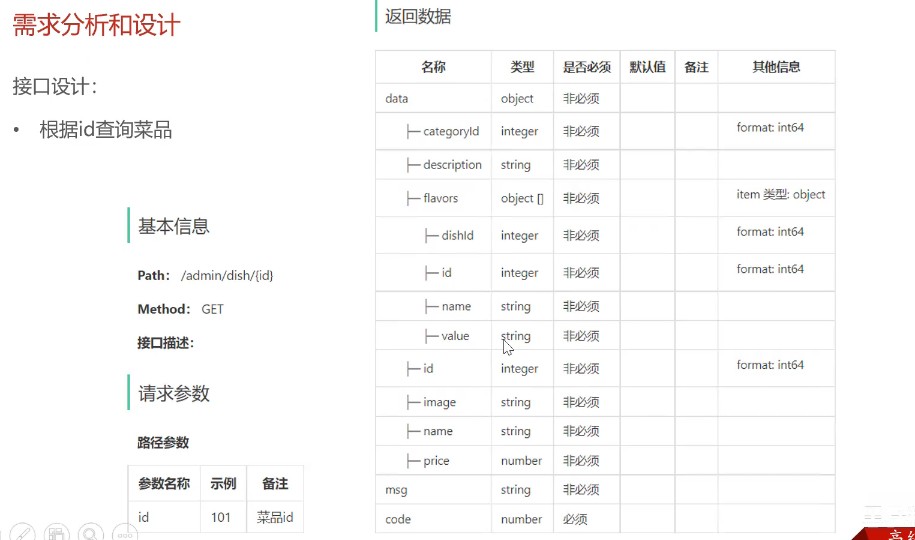 需求分析和设计
接口设计：
• 根据id查询菜品
基本信息
Path： /admin/dish/{id}
Method： GET
接口描述：
请求参数
路径参数
参数名称 示例 备注
id 101 菜品id
返回数据
名称 类型 是否必须 默认值 备注 其他信息
data object 非必须
├─ categoryId integer 非必须 format: int64
├─ description string 非必须
├─ flavors object [] 非必须 item 类型: object
├─ dishId integer 非必须 format: int64
├─ id integer 非必须 format: int64
├─ name string 非必须
├─ value string 非必须
├─ id integer 非必须 format: int64
├─ image string 非必须
├─ name string 非必须
├─ price number 非必须
msg string 非必须
code number 必须